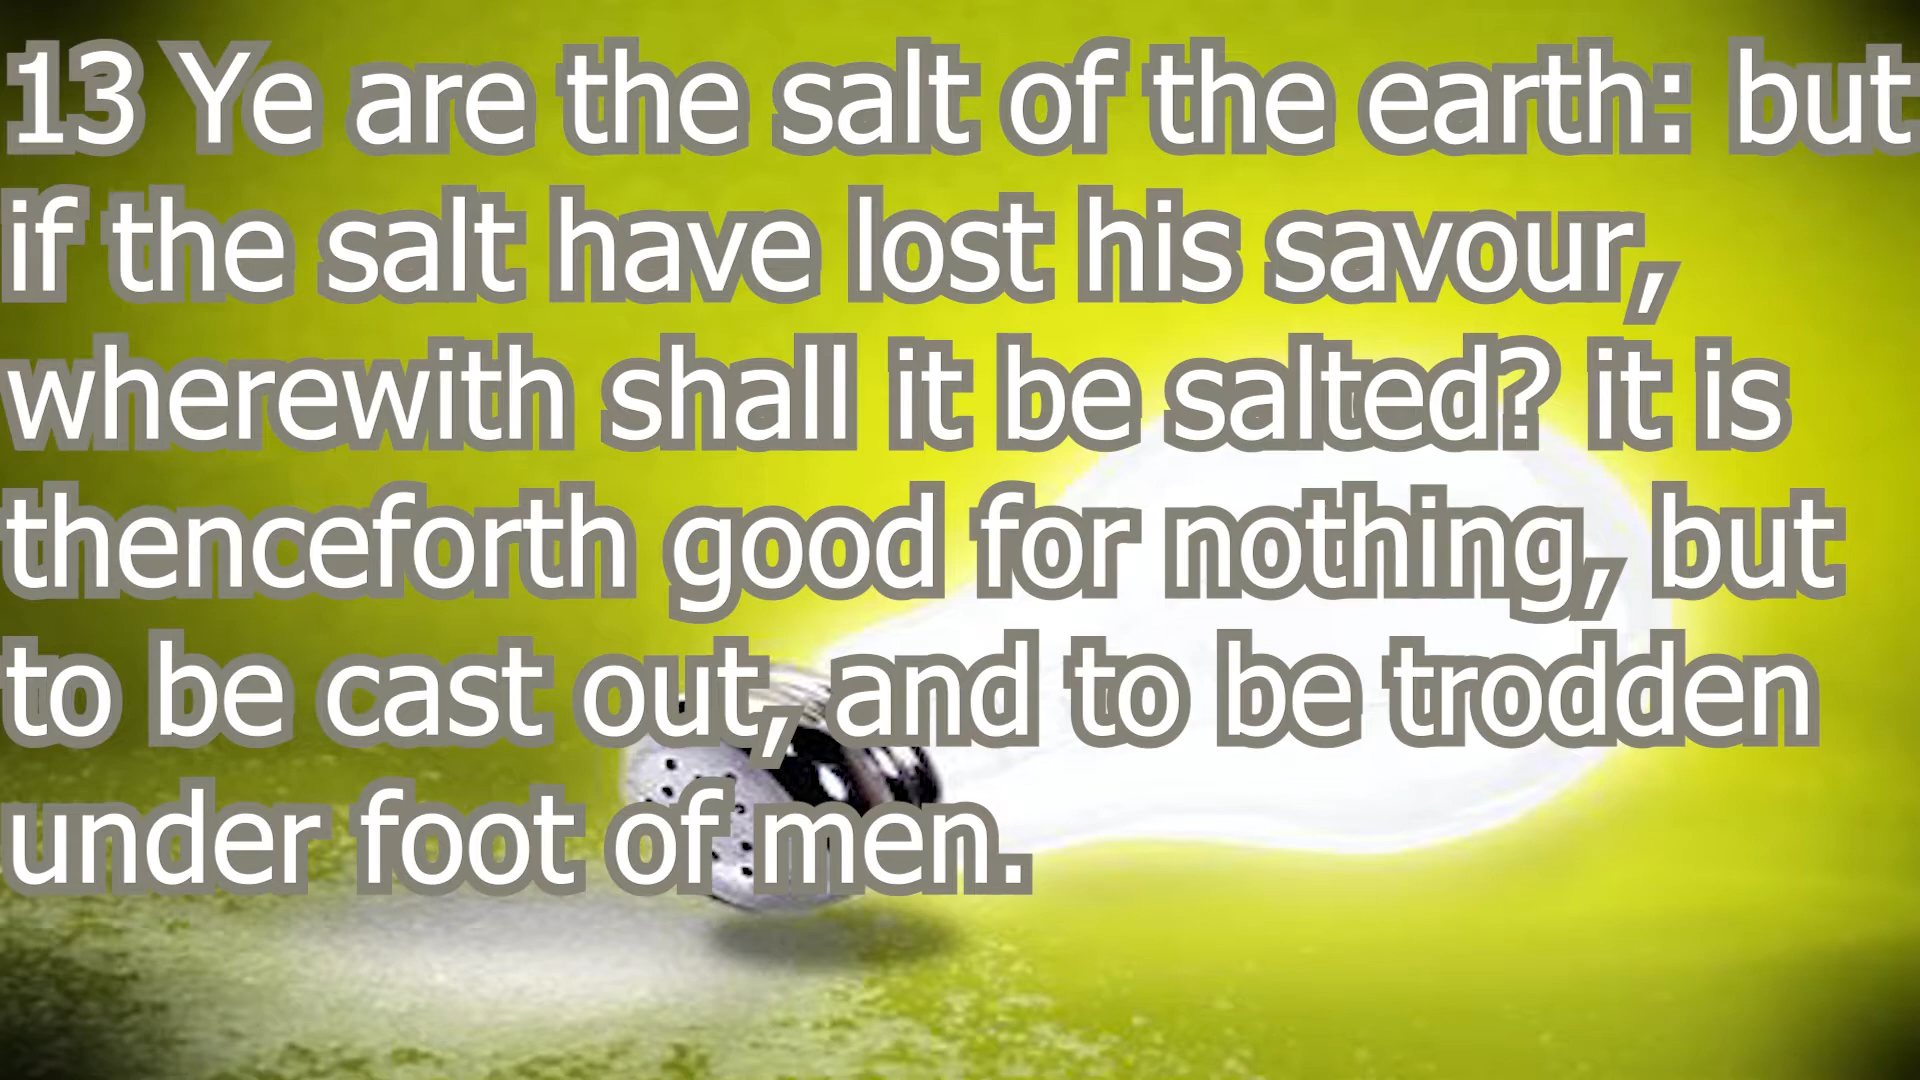 13 Ye are the salt of the earth: but
if the salt have lost his savour,
wherewith shall it be salted? it is
thenceforth good for nothing, but
to be cast out, and to be trodden
under foot of men.